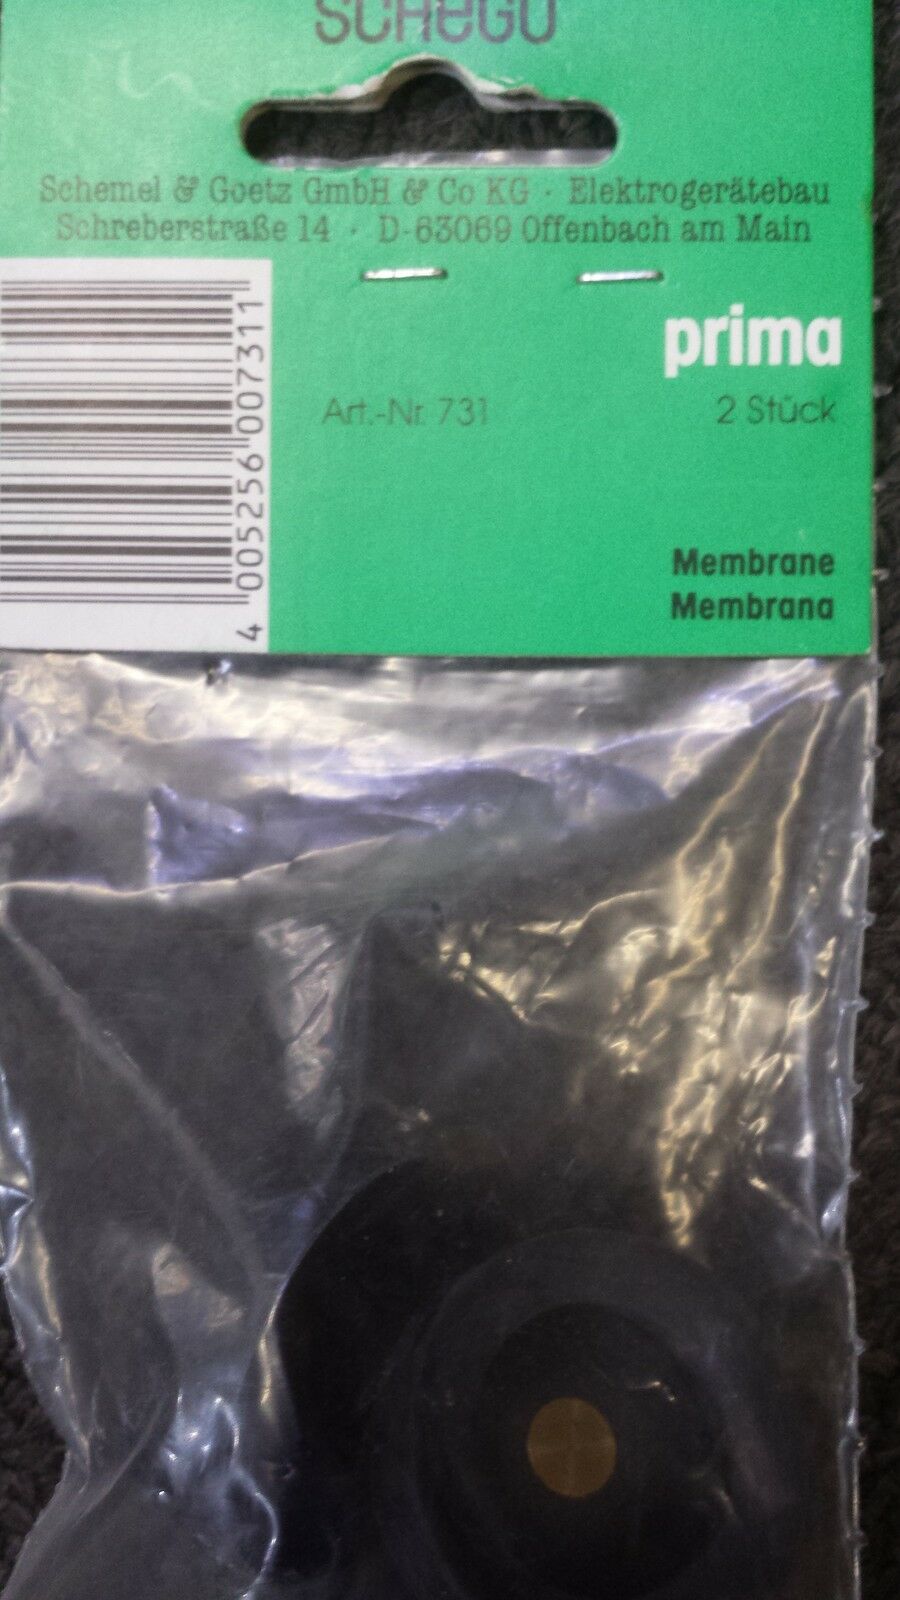 SCHEGO
Schemel & Goetz GmbH & Co KG · Elektrogerätebau
Schreberstraße 14 · D-63069 Offenbach am Main
prima
Art.-Nr. 731
2 Stück
4 005256 007311
Membrane
Membrana